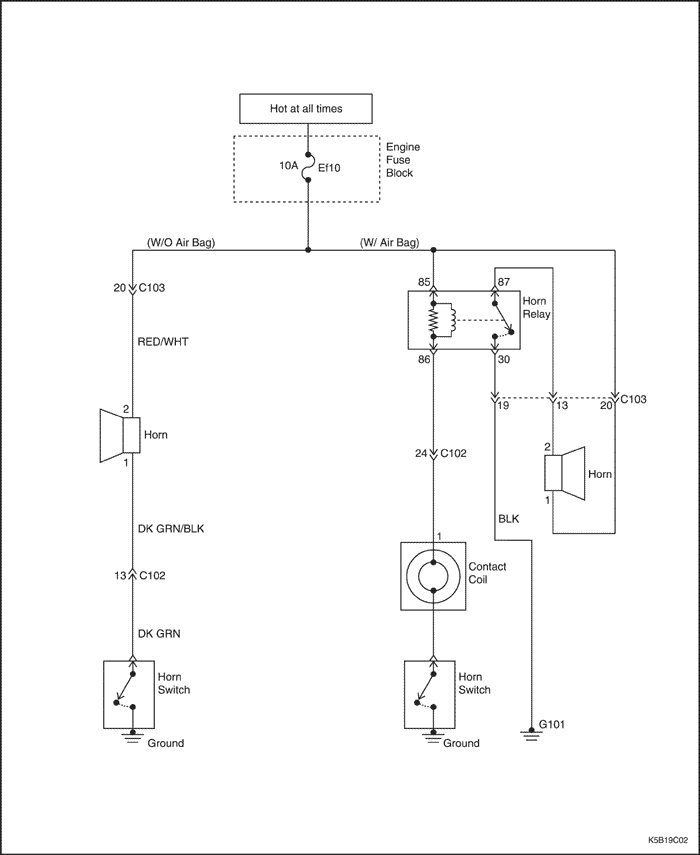 Hot at all times
Engine
Fuse
Block
10A
Ef10
(W/O Air Bag)
(W/ Air Bag)
20
C103
85
87
Horn
Relay
RED/WHT
86
30
2
Horn
1
19
13
20
C103
24
C102
2
Horn
1
DK GRN/BLK
BLK
1
Contact
Coil
13
C102
DK GRN
Horn
Switch
Horn
Switch
G101
Ground
Ground
K5B19C02